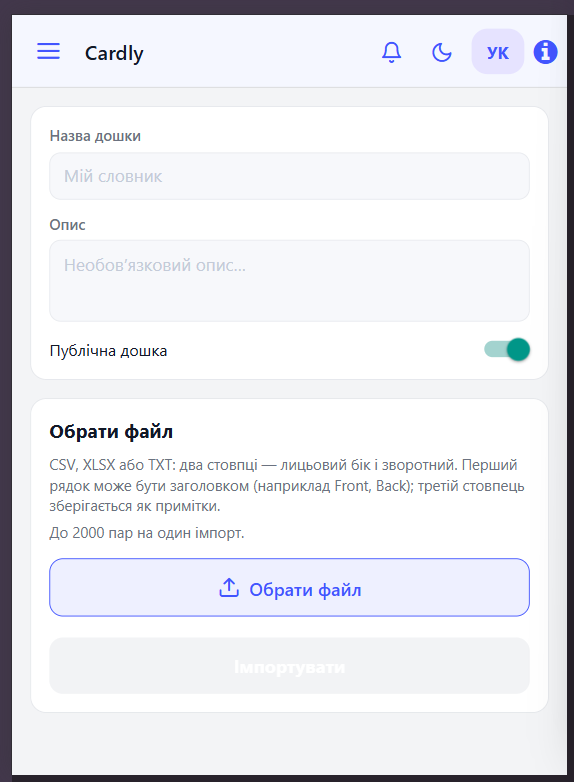 Cardly
УК
Назва дошки
Мій словник
Опис
Необов'язковий опис...
Публічна дошка
Обрати файл
CSV, XLSX або TXT: два стовпці — лицьовий бік і зворотний. Перший
рядок може бути заголовком (наприклад Front, Back); третій стовпець
зберігається як примітки.
До 2000 пар на один імпорт.
Обрати файл
Імпортувати